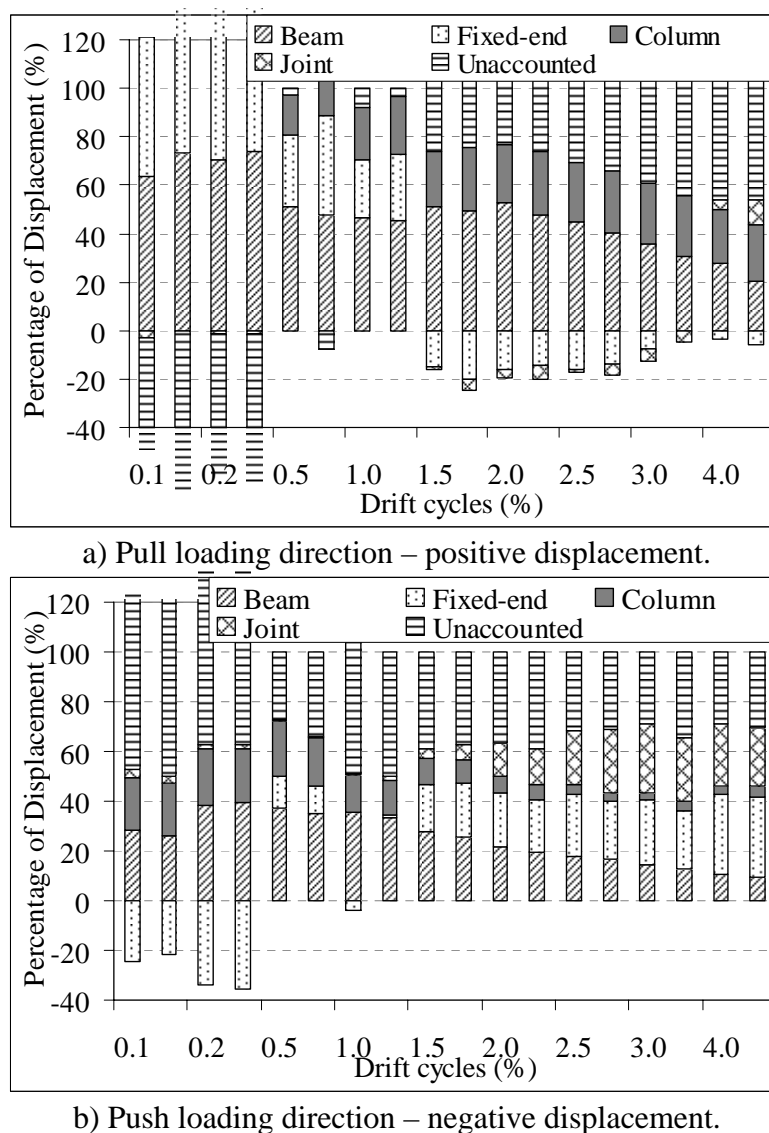 120
100
80
60
40
20
0
-20
-40
Percentage of Displacement (%)
Beam Fixed-end Column
Joint Unaccounted
0.1 0.2 0.5 1.0 1.5 2.0 2.5 3.0 4.0
Drift cycles (%)
a) Pull loading direction – positive displacement.
120
100
80
60
40
20
0
-20
-40
Percentage of Displacement (%)
Beam Fixed-end Column
Joint Unaccounted
0.1 0.2 0.5 1.0 1.5 2.0 2.5 3.0 4.0
Drift cycles (%)
b) Push loading direction – negative displacement.